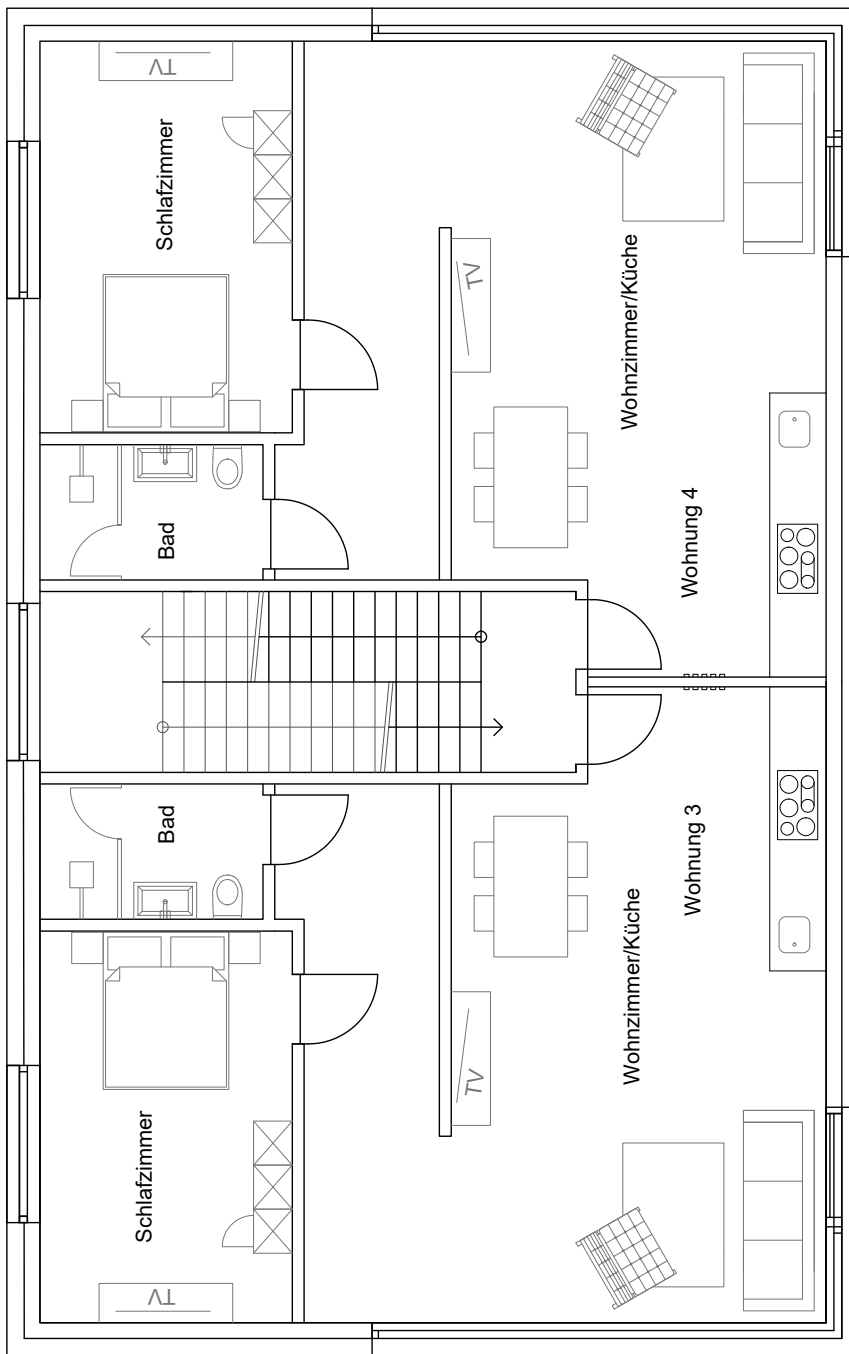 TV
Schlafzimmer
Bad
TV
Wohnzimmer/Küche
Wohnung 4
Bad
Schlafzimmer
TV
TV
Wohnzimmer/Küche
Wohnung 3